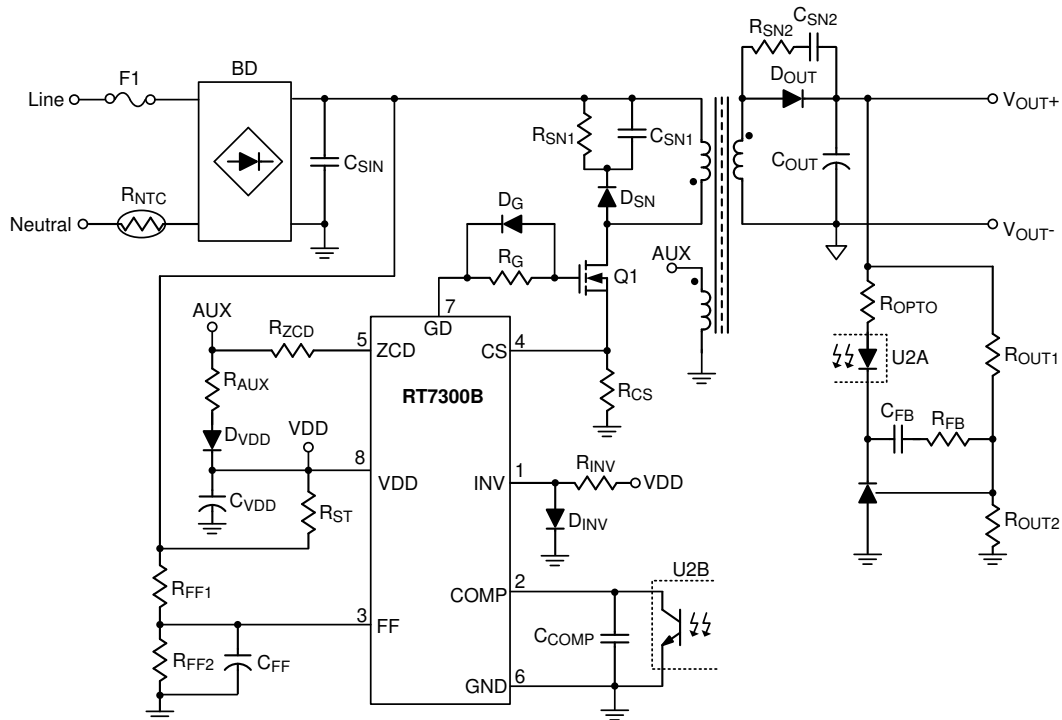 RSN2
CSN2
F1
BD
DOUT
Line
VOUT+
RSN1
CSN1
CSIN
COUT
RNTC
DSN
DG
Neutral
VOUT-
RG
AUX
Q1
AUX
7
GD
ROPTO
RZCD
5
ZCD
CS
4
U2A
ROUT1
RAUX
RT7300B
RCS
CFB
RFB
DVDD
VDD
8
VDD
1
INV
RINV
VDD
CVDD
RST
DINV
ROUT2
U2B
RFF1
COMP
2
3
FF
CCOMP
RFF2
CFF
GND
6